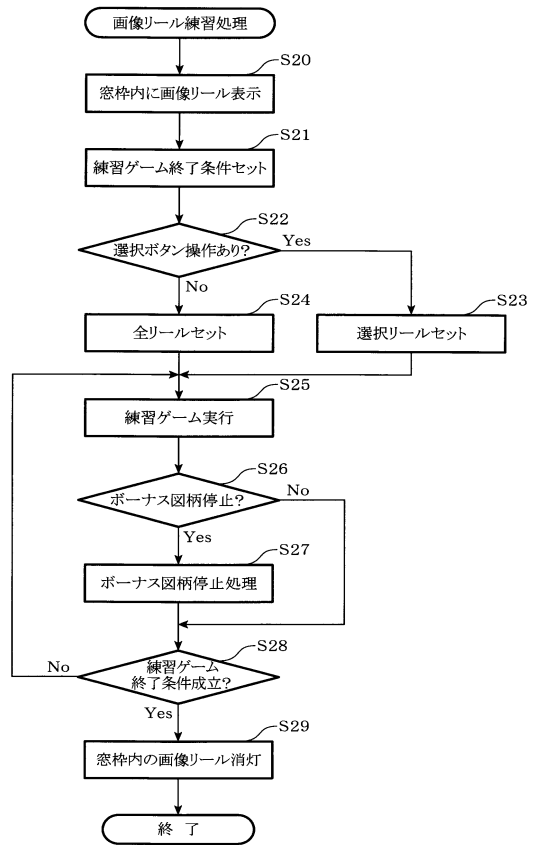 画像リール練習処理
S20
窓枠内に画像リール表示
S21
練習ゲーム終了条件セット
S22
選択ボタン操作あり?
Yes
No
S24
全リールセット
S23
選択リールセット
S25
練習ゲーム実行
S26
ボーナス図柄停止?
No
Yes
S27
ボーナス図柄停止処理
S28
練習ゲーム
終了条件成立?
No
Yes
S29
窓枠内の画像リール消灯
終 了